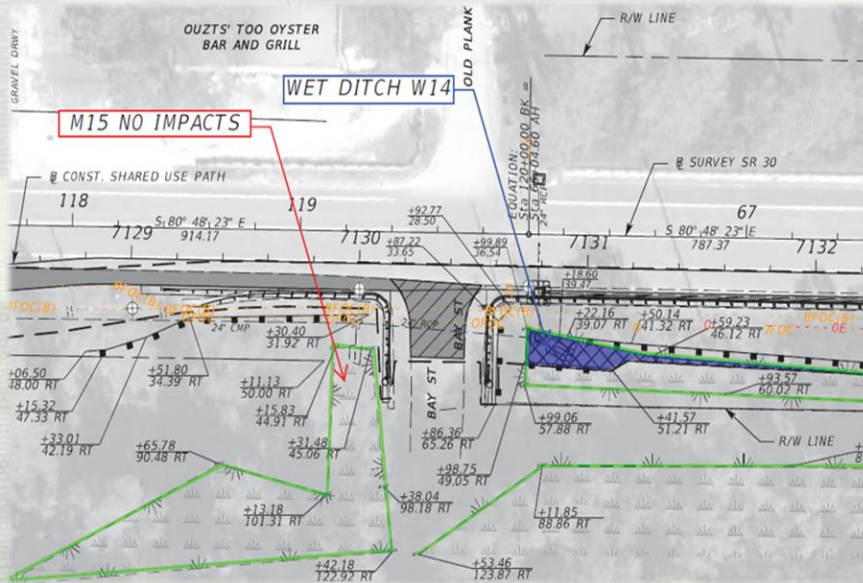 OUZTS' TOO OYSTER
BAR AND GRILL
GRAVEL DRWY
OLD PLANK
R/W LINE
WET DITCH W14
M15 NO IMPACTS
EQUATION:
Sta 120+00.00 BK =
04.60 AH
℄ CONST. SHARED USE PATH
℄ SURVEY SR 30
118
119
67
S 80° 48' 23" E
914.17
S 80° 48' 23" E
787.37
7129
7130
7131
7132
+92.77
28.50
+87.22
33.65
+99.89
36.54
+18.60
39.47
BFOC(B)
BFOC(B)
24" CMP
BAY ST
OFOC
+22.16
39.07 RT
+50.14
41.32 RT
+59.23
46.12 RT
OE
+30.40
31.92 RT
+06.50
48.00 RT
+51.80
34.39 RT
+15.32
47.33 RT
+33.01
42.19 RT
+11.13
50.00 RT
+15.83
44.91 RT
+31.48
45.06 RT
BAY ST
+86.36
65.26 RT
+98.75
49.05 RT
+99.06
57.88 RT
+41.57
51.21 RT
+93.57
60.02 RT
R/W LINE
+65.78
90.48 RT
+13.18
101.31 RT
+38.04
98.18 RT
+11.85
88.86 RT
+42.18
122.92 RT
+53.46
123.87 RT